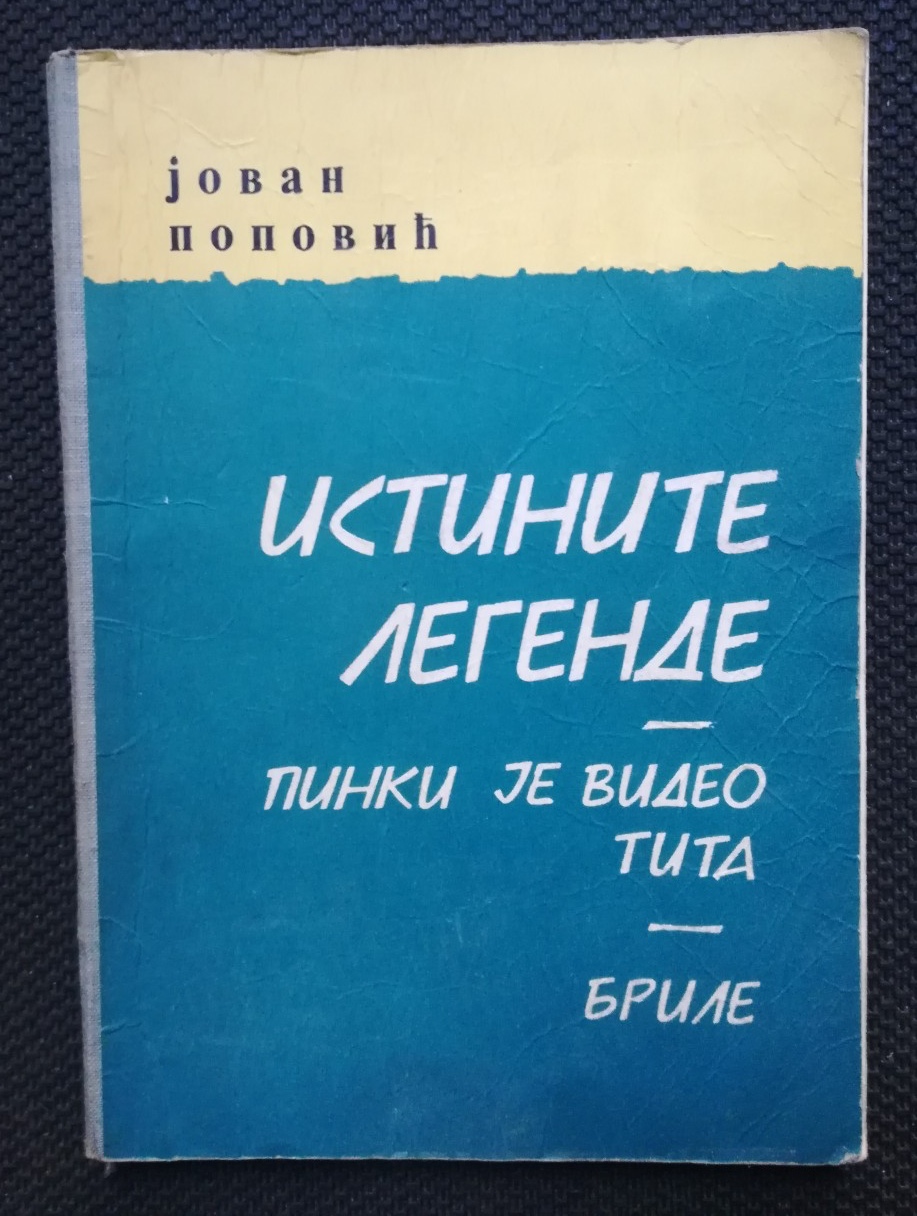 јован
поповић
ИСТИНИТЕ
ЛЕГЕНДЕ
—
ПИНКИ ЈЕ ВИДЕО
ТИТА
—
БРИЛЕ